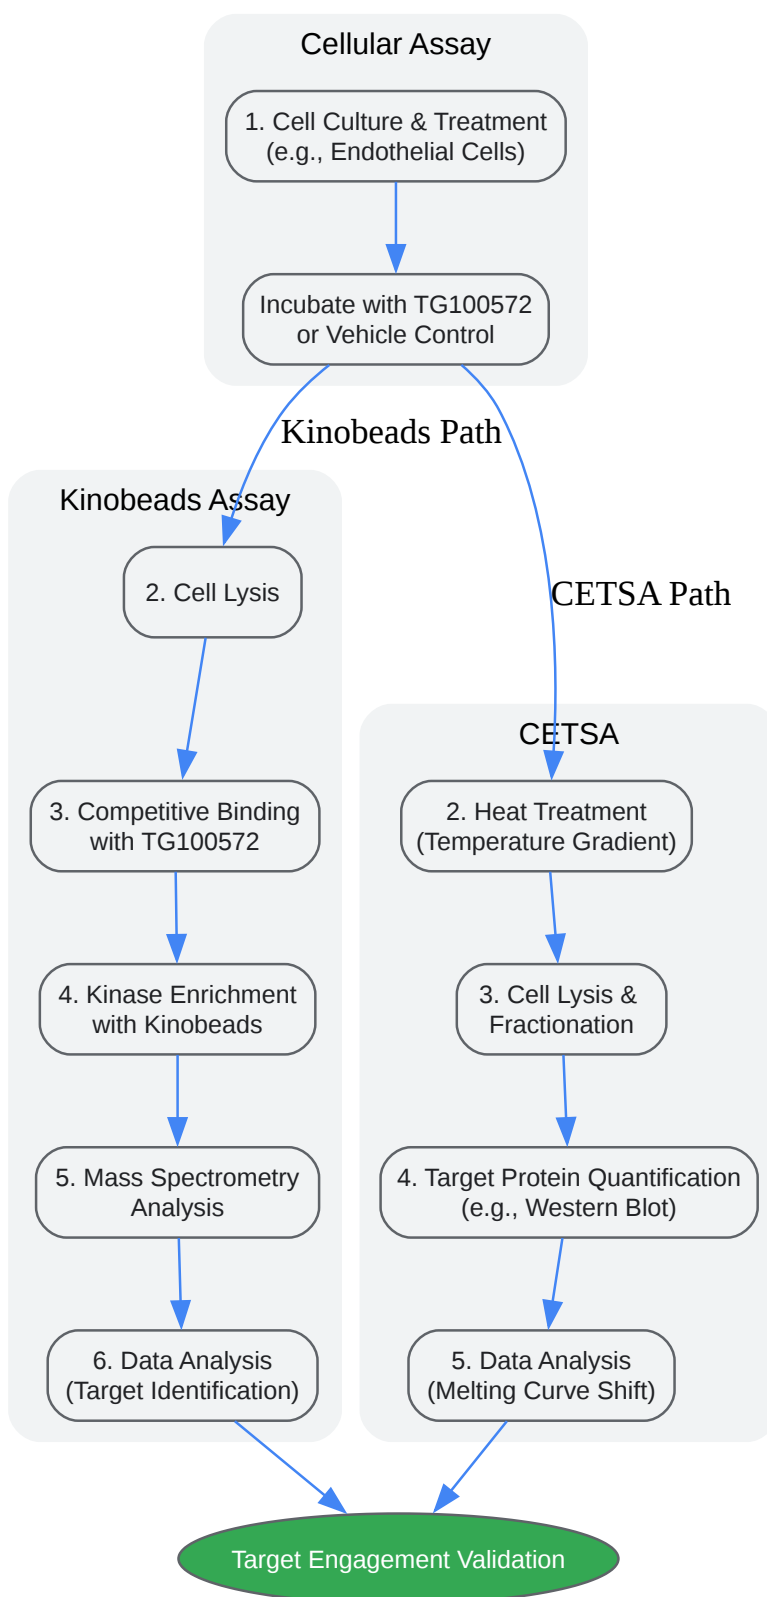 Cellular Assay
1. Cell Culture & Treatment
(e.g., Endothelial Cells)
Incubate with TG100572
or Vehicle Control
Kinobeads Path
Kinobeads Assay
2. Cell Lysis
CETSA Path
3. Competitive Binding
with TG100572
4. Kinase Enrichment
with Kinobeads
5. Mass Spectrometry
Analysis
6. Data Analysis
(Target Identification)
CETSA
2. Heat Treatment
(Temperature Gradient)
3. Cell Lysis &
Fractionation
4. Target Protein Quantification
(e.g., Western Blot)
5. Data Analysis
(Melting Curve Shift)
Target Engagement Validation